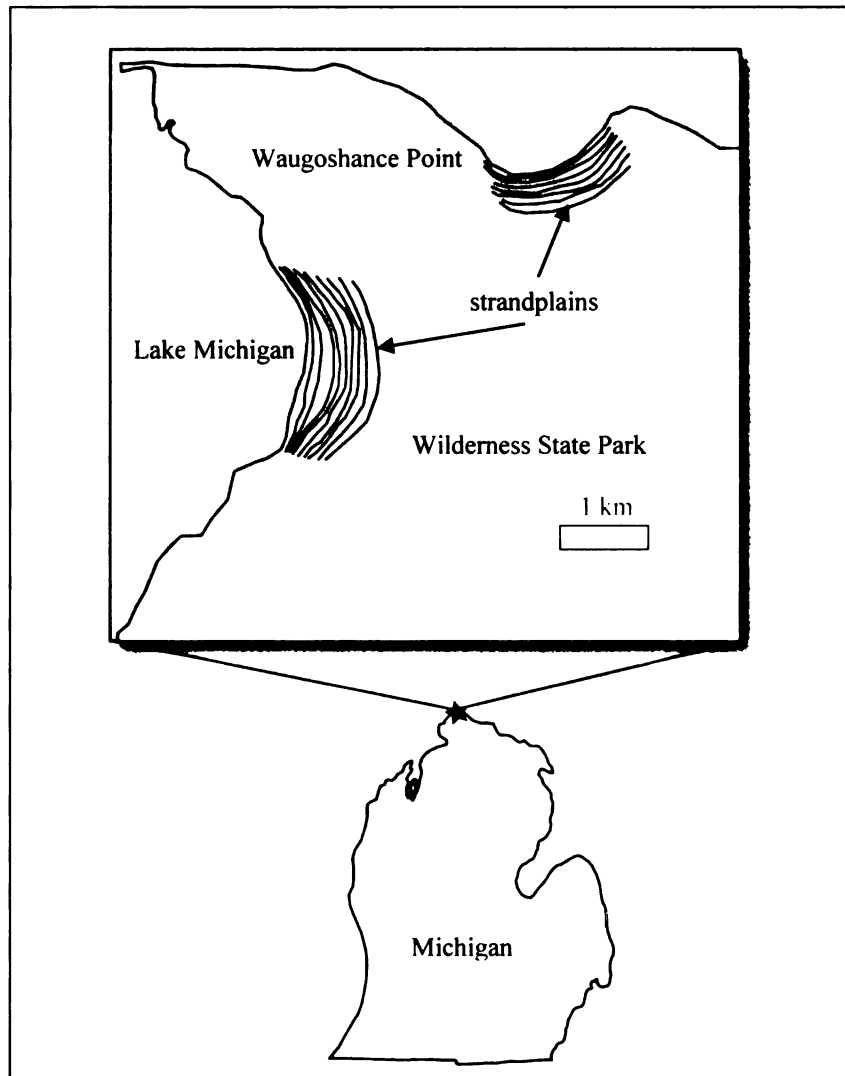 Waugoshance Point
strandplains
Lake Michigan
Wilderness State Park
1 km
Michigan